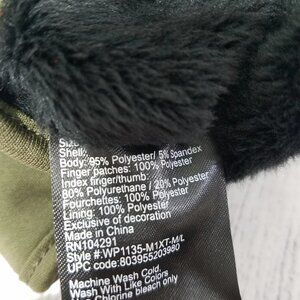 Size
Shell:
Body: 95% Polyester/ 5% Spandex
Finger patches: 100% Polyester
Index finger/thumb:
80% Polyurethane / 20% Polyester
Fourchettes: 100% Polyester
Lining: 100% Polyester
Exclusive of decoration
Made in China
RN104291
Style #:WP1135-M1XT-M/L
UPC code: 803955203980
Machine Wash Cold
Wash With Like Colors
Chlorine bleach only